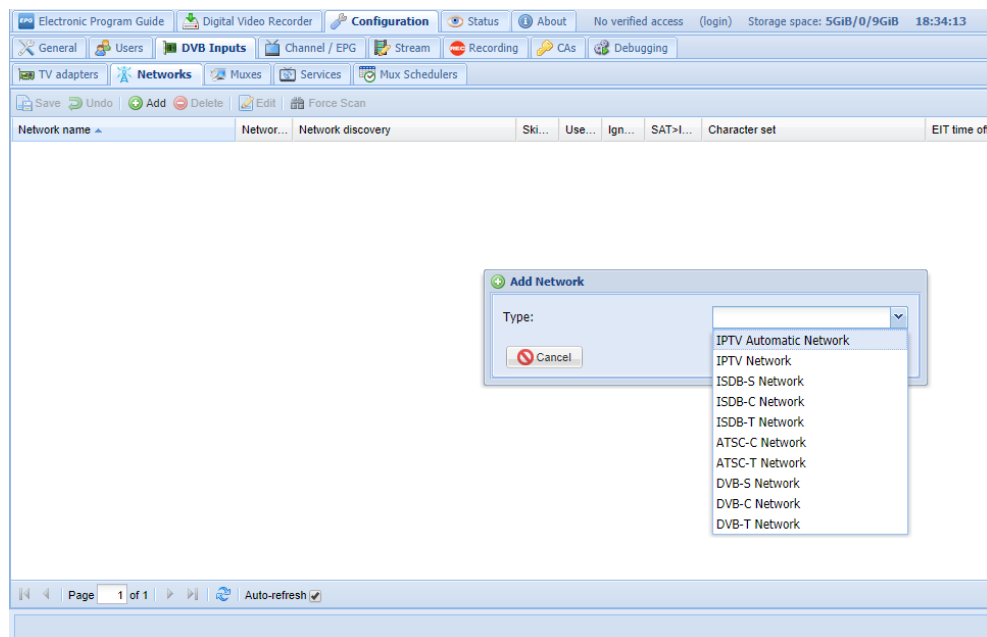 EPG Electronic Program Guide Digital Video Recorder Configuration Status About No verified access (login) Storage space: 5GiB/0/9GiB 18:34:13
General Users DVB Inputs Channel / EPG Stream REC Recording CAs Debugging
TV adapters Networks Muxes Services Mux Schedulers
Save Undo Add Delete Edit Force Scan
Network name Networ... Network discovery Ski... Use... Ign... SAT>I... Character set EIT time of
Add Network
Type:
Cancel
IPTV Automatic Network
IPTV Network
ISDB-S Network
ISDB-C Network
ISDB-T Network
ATSC-C Network
ATSC-T Network
DVB-S Network
DVB-C Network
DVB-T Network
Page 1 of 1 Auto-refresh